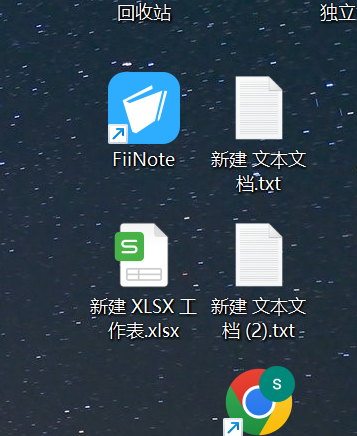 回收站
独立
FiiNote
新建 文本文
档.txt
S
新建 XLSX 工
作表.xlsx
新建 文本文
档 (2).txt
S